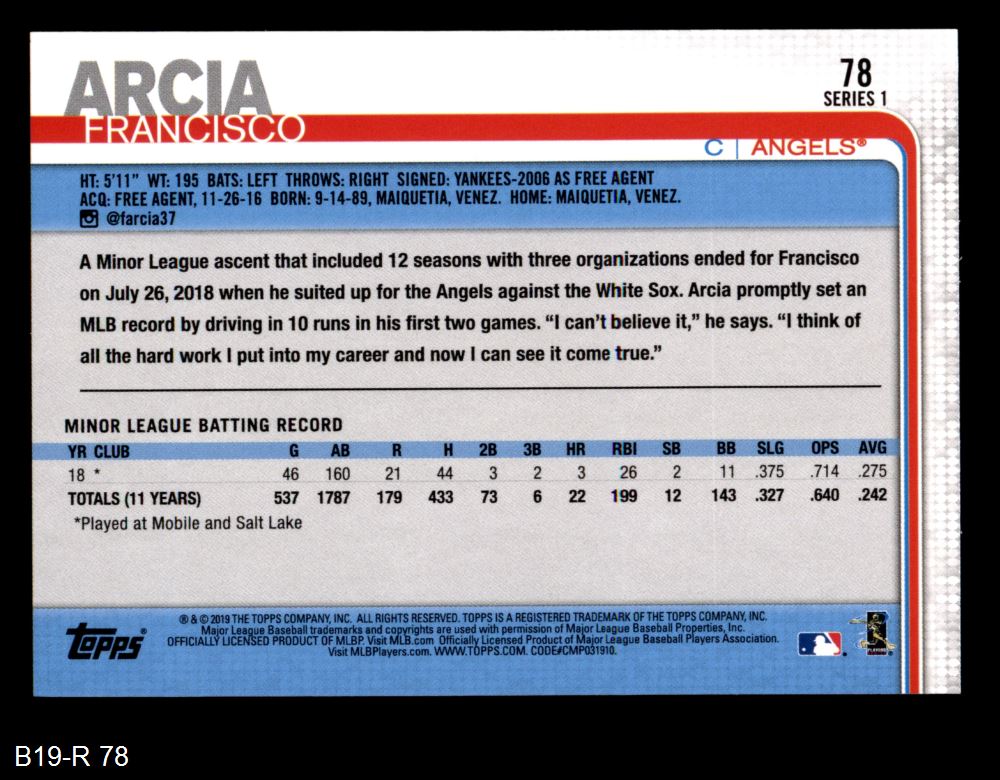 ARCIA
FRANCISCO
78
SERIES 1
C | ANGELS®
HT: 5'11" WT: 195 BATS: LEFT THROWS: RIGHT SIGNED: YANKEES-2006 AS FREE AGENT
ACQ: FREE AGENT, 11-26-16 BORN: 9-14-89, MAIQUETIA, VENEZ. HOME: MAIQUETIA, VENEZ.
@farcia37
A Minor League ascent that included 12 seasons with three organizations ended for Francisco
on July 26, 2018 when he suited up for the Angels against the White Sox. Arcia promptly set an
MLB record by driving in 10 runs in his first two games. “I can’t believe it,” he says. “I think of
all the hard work I put into my career and now I can see it come true.”
MINOR LEAGUE BATTING RECORD
YR CLUB G AB R H 2B 3B HR RBI SB BB SLG OPS AVG
18 * 46 160 21 44 3 2 3 26 2 11 .375 .714 .275
TOTALS (11 YEARS) 537 1787 179 433 73 6 22 199 12 143 .327 .640 .242
*Played at Mobile and Salt Lake
topps®
® & © 2019 THE TOPPS COMPANY, INC. ALL RIGHTS RESERVED. TOPPS IS A REGISTERED TRADEMARK OF THE TOPPS COMPANY, INC.
Major League Baseball trademarks and copyrights are used with permission of Major League Baseball Properties, Inc.
OFFICIALLY LICENSED PRODUCT OF MLBP. Visit MLB.com Officially Licensed Product of Major League Baseball Players Association.
Visit MLBPlayers.com. WWW.TOPPS.COM. CODE#CMP031910.
B19-R 78